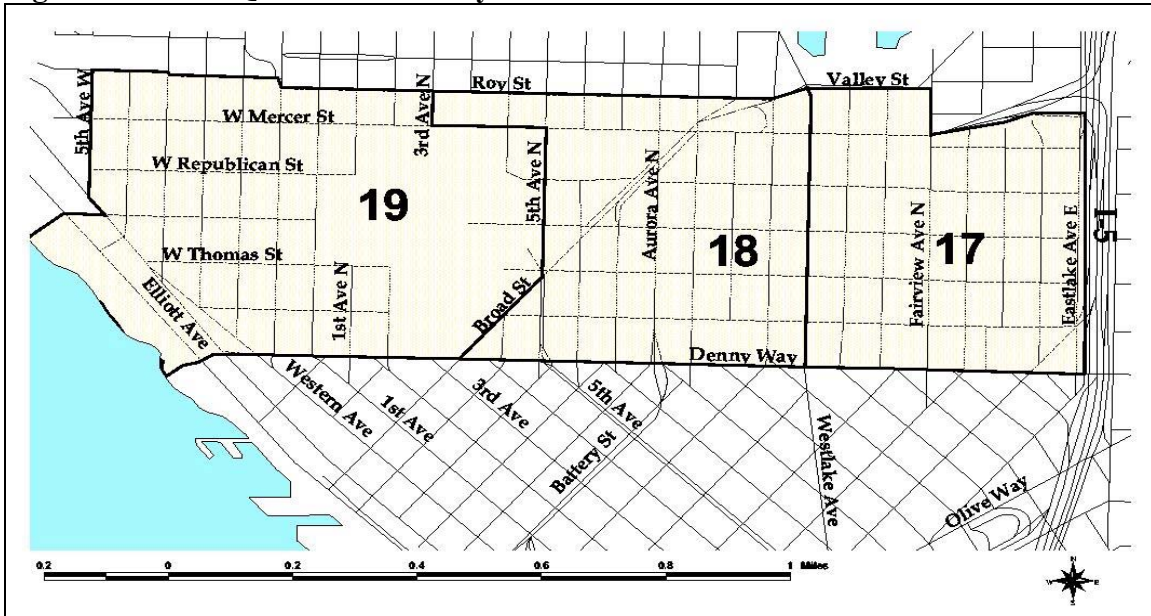 Roy St
Valley St
5th Ave W
3rd Ave N
W Mercer St
W Republican St
19
5th Ave N
Aurora Ave N
18
17
Fairview Ave N
Eastlake Ave E
I-5
W Thomas St
Elliott Ave
1st Ave N
Broad St
Denny Way
Western Ave
1st Ave
3rd Ave
5th Ave
Battery St
Westlake Ave
Olive Way
0.2 0 0.2 0.4 0.6 0.8 1 Miles
N
W E
S